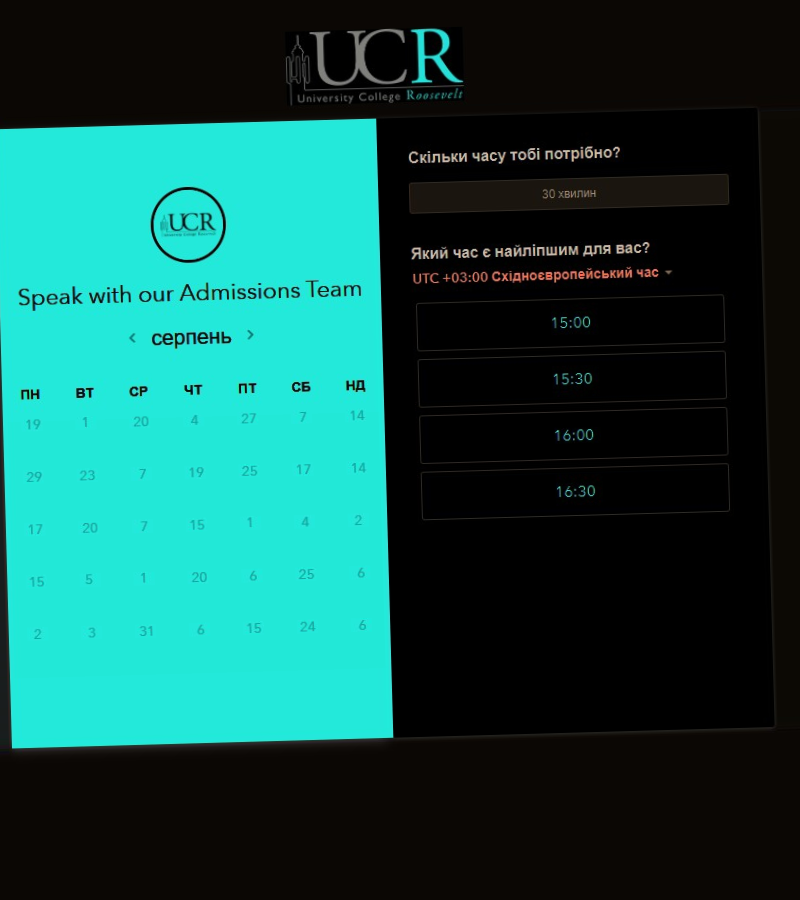 UCR
University College Roosevelt
UCR
University College Roosevelt
Speak with our Admissions Team
серпень
ПН ВТ СР ЧТ ПТ СБ НД
19 1 20 4 27 7 14
29 23 7 19 25 17 14
17 20 7 15 1 4 2
15 5 1 20 6 25 6
2 3 31 6 15 24 6
Скільки часу тобі потрібно?
30 хвилин
Який час є найліпшим для вас?
UTC +03:00 Східноєвропейський час
15:00
15:30
16:00
16:30